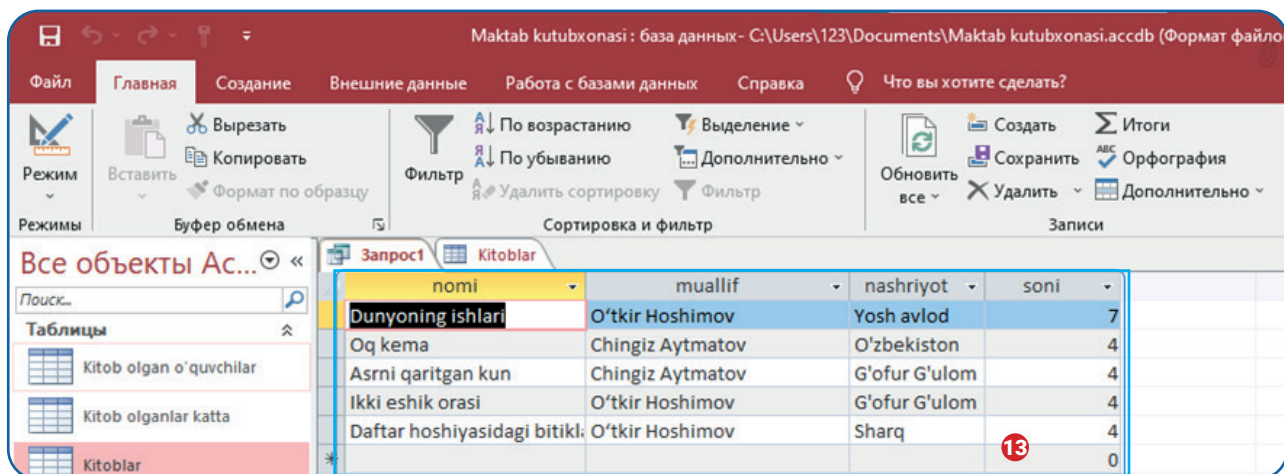 Maktab kutubxonasi : база данных- C:\Users\123\Documents\Maktab kutubxonasi.accdb (Формат файло
Файл Главная Создание Внешние данные Работа с базами данных Справка Что вы хотите сделать?
Режим
Вставить
Вырезать
Копировать
Формат по образцу
Фильтр
По возрастанию
По убыванию
Удалить сортировку
Выделение
Дополнительно
Фильтр
Обновить
все
Создать
Сохранить
Удалить
Итоги
Орфография
Дополнительно
Режимы Буфер обмена Сортировка и фильтр Записи
Все объекты Ac...
Поиск...
Таблицы
Kitob olgan o'quvchilar
Kitob olganlar katta
Kitoblar
Запрос1 Kitoblar
nomi muallif nashriyot soni
Dunyoning ishlari O‘tkir Hoshimov Yosh avlod 7
Oq kema Chingiz Aytmatov O'zbekiston 4
Asrni qaritgan kun Chingiz Aytmatov G'ofur G'ulom 4
Ikki eshik orasi O‘tkir Hoshimov G'ofur G'ulom 4
Daftar hoshiyasidagi bitikla O‘tkir Hoshimov Sharq 4
13
0